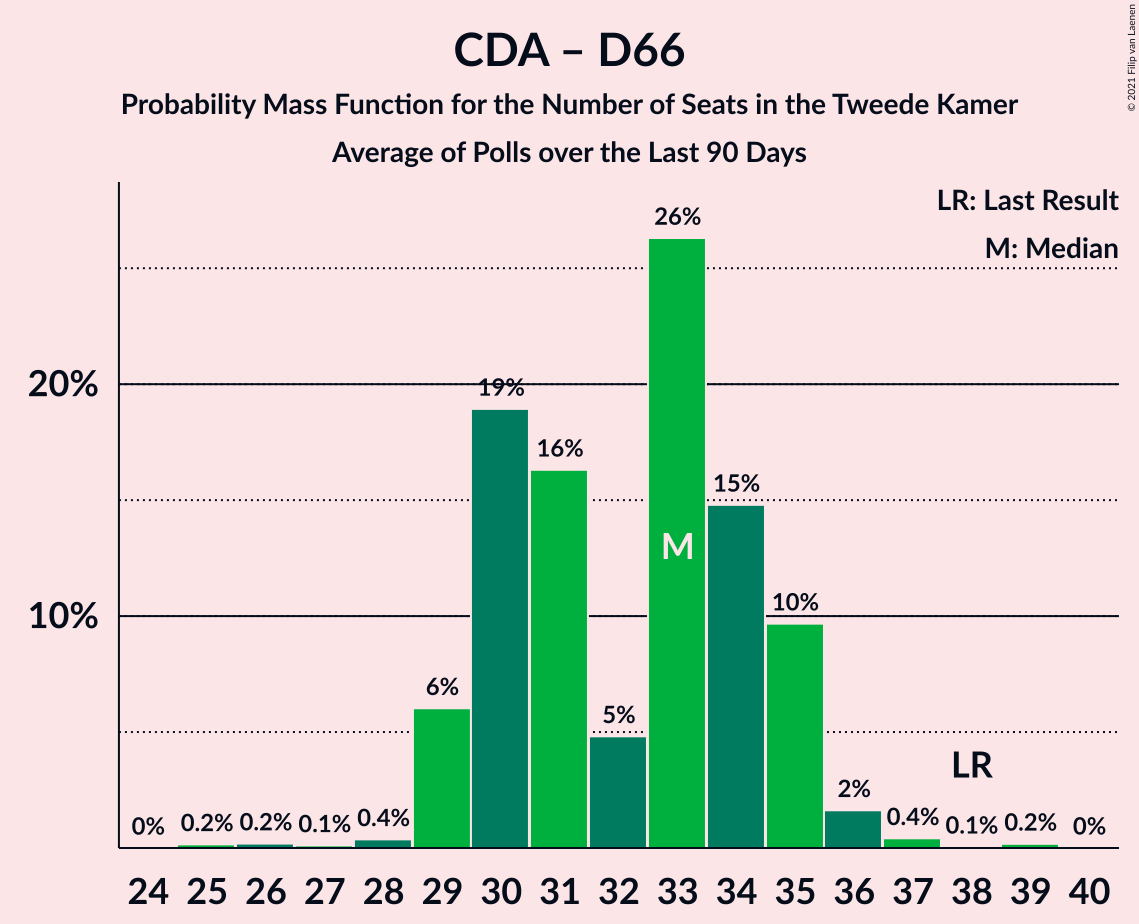 CDA – D66
Probability Mass Function for the Number of Seats in the Tweede Kamer
Average of Polls over the Last 90 Days
© 2021 Filip van Laenen
LR: Last Result
M: Median
26%
20%
19%
16%
15%
M
10%
10%
6%
5%
LR
2%
0% 0.2% 0.2% 0.1% 0.4% 0.4% 0.1% 0.2% 0%
24 25 26 27 28 29 30 31 32 33 34 35 36 37 38 39 40